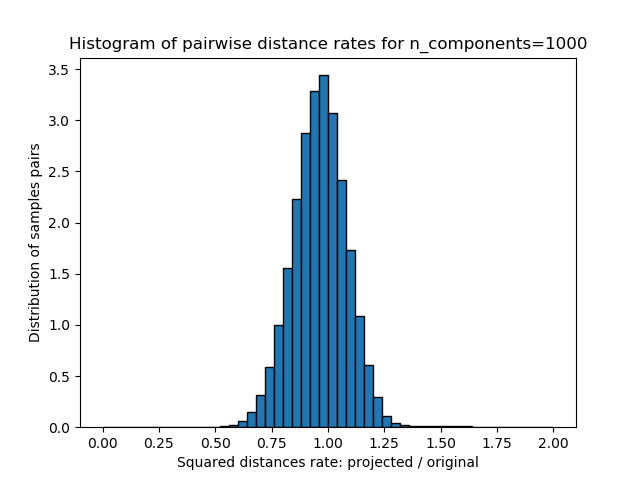 Histogram of pairwise distance rates for n_components=1000
Distribution of samples pairs
3.5
3.0
2.5
2.0
1.5
1.0
0.5
0.0
0.00 0.25 0.50 0.75 1.00 1.25 1.50 1.75 2.00
Squared distances rate: projected / original